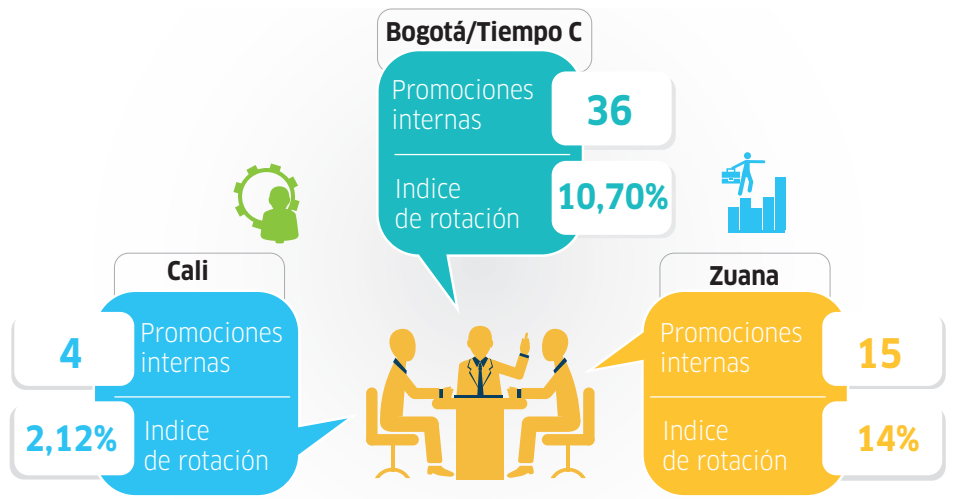 Bogotá/Tiempo C
Promociones
internas
36
Indice
de rotación
10,70%
Cali
4
Promociones
internas
2,12%
Indice
de rotación
Zuana
Promociones
internas
15
Indice
de rotación
14%